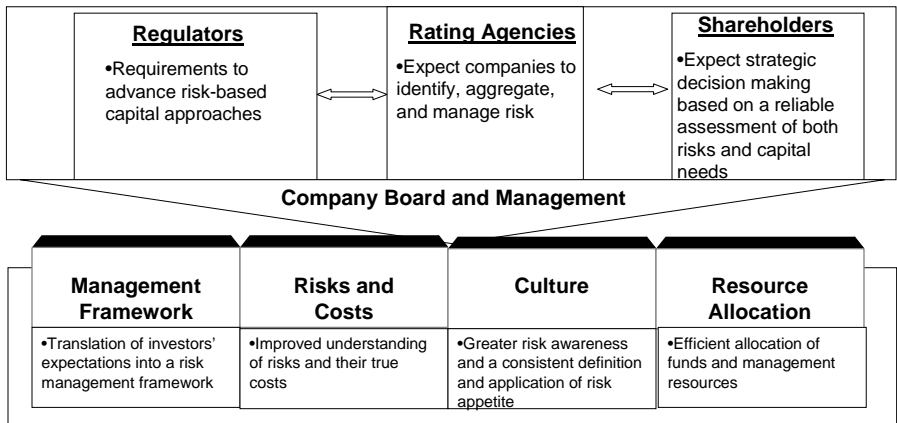 Regulators
•Requirements to
advance risk-based
capital approaches
Rating Agencies
•Expect companies to
identify, aggregate,
and manage risk
Shareholders
•Expect strategic
decision making
based on a reliable
assessment of both
risks and capital
needs
Company Board and Management
Management
Framework
•Translation of investors’
expectations into a risk
management framework
Risks and
Costs
•Improved understanding
of risks and their true
costs
Culture
•Greater risk awareness
and a consistent definition
and application of risk
appetite
Resource
Allocation
•Efficient allocation of
funds and management
resources